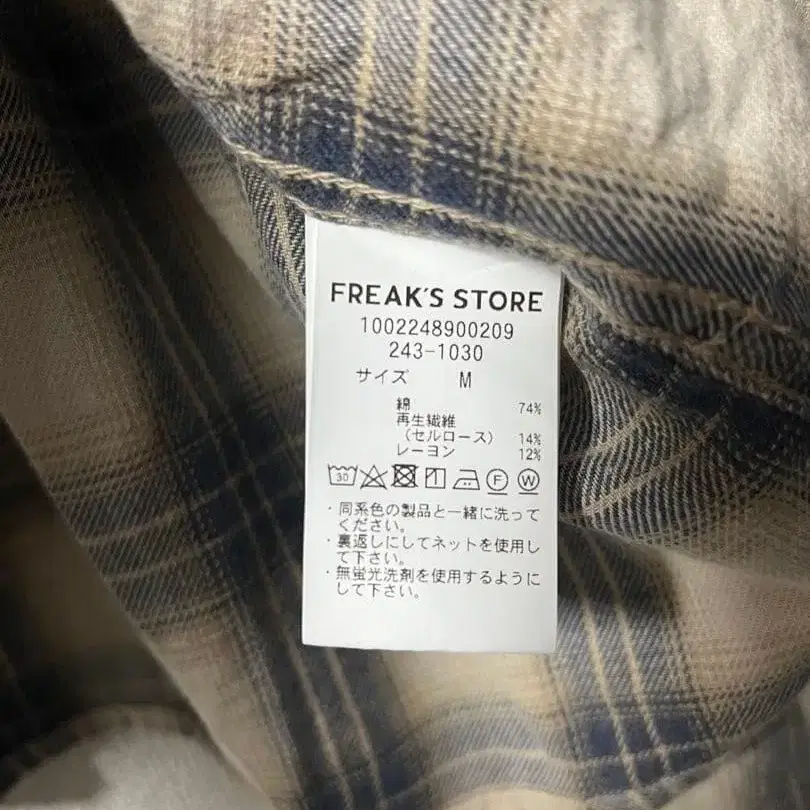 FREAK'S STORE
1002248900209
243-1030
サイズ M
綿 74%
再生繊維
（セルロース） 14%
レーヨン 12%
30 F W
・同系色の製品と一緒に洗って
ください。
・裏返しにしてネットを使用し
て下さい。
・無蛍光洗剤を使用するように
して下さい。